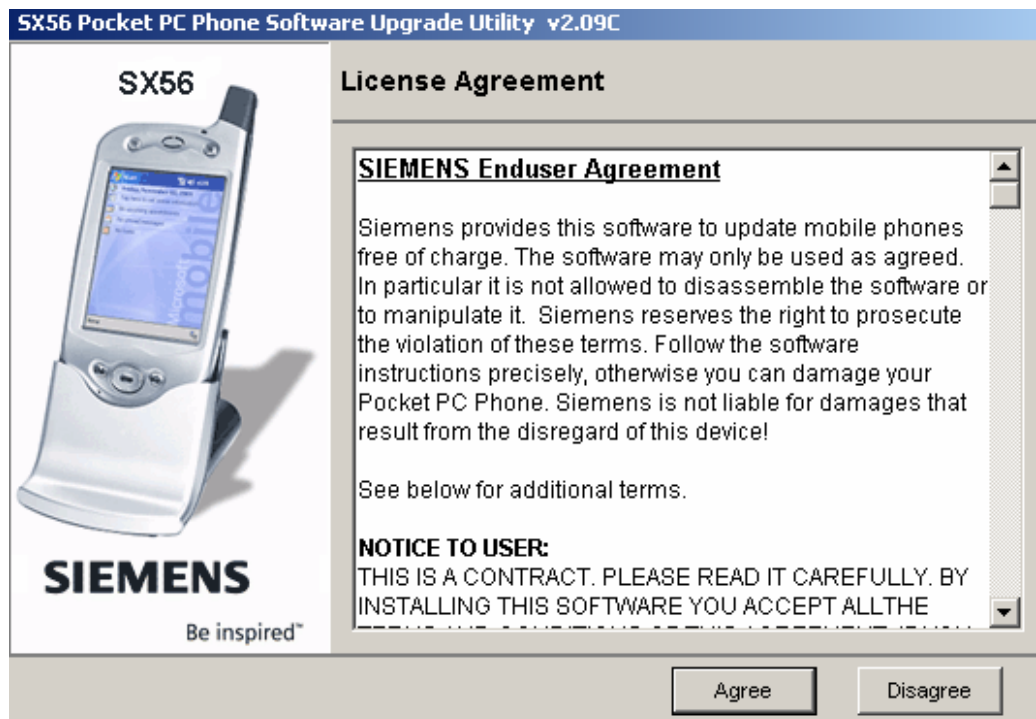 SX56 Pocket PC Phone Software Upgrade Utility v2.09C
SX56
License Agreement
SIEMENS Enduser Agreement
Siemens provides this software to update mobile phones
free of charge. The software may only be used as agreed.
In particular it is not allowed to disassemble the software or
to manipulate it. Siemens reserves the right to prosecute
the violation of these terms. Follow the software
instructions precisely, otherwise you can damage your
Pocket PC Phone. Siemens is not liable for damages that
result from the disregard of this device!
See below for additional terms.
NOTICE TO USER:
THIS IS A CONTRACT. PLEASE READ IT CAREFULLY. BY
INSTALLING THIS SOFTWARE YOU ACCEPT ALLTHE
Microsoft
mobile
SIEMENS
Be inspired™
Agree
Disagree